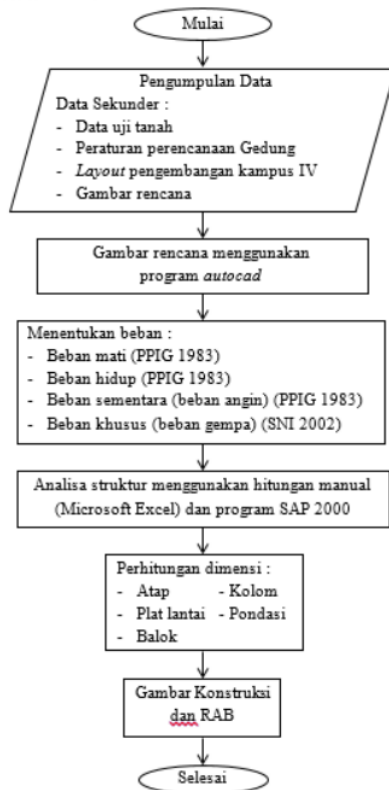 Mulai
Pengumpulan Data
Data Sekunder :
- Data uji tanah
- Peraturan perencanaan Gedung
- Layout pengembangan kampus IV
- Gambar rencana
Gambar rencana menggunakan
program autocad
Menentukan beban :
- Beban mati (PPIG 1983)
- Beban hidup (PPIG 1983)
- Beban sementara (beban angin) (PPIG 1983)
- Beban khusus (beban gempa) (SNI 2002)
Analisa struktur menggunakan hitungan manual
(Microsoft Excel) dan program SAP 2000
Perhitungan dimensi :
- Atap - Kolom
- Plat lantai - Pondasi
- Balok
Gambar Konstruksi
dan RAB
Selesai